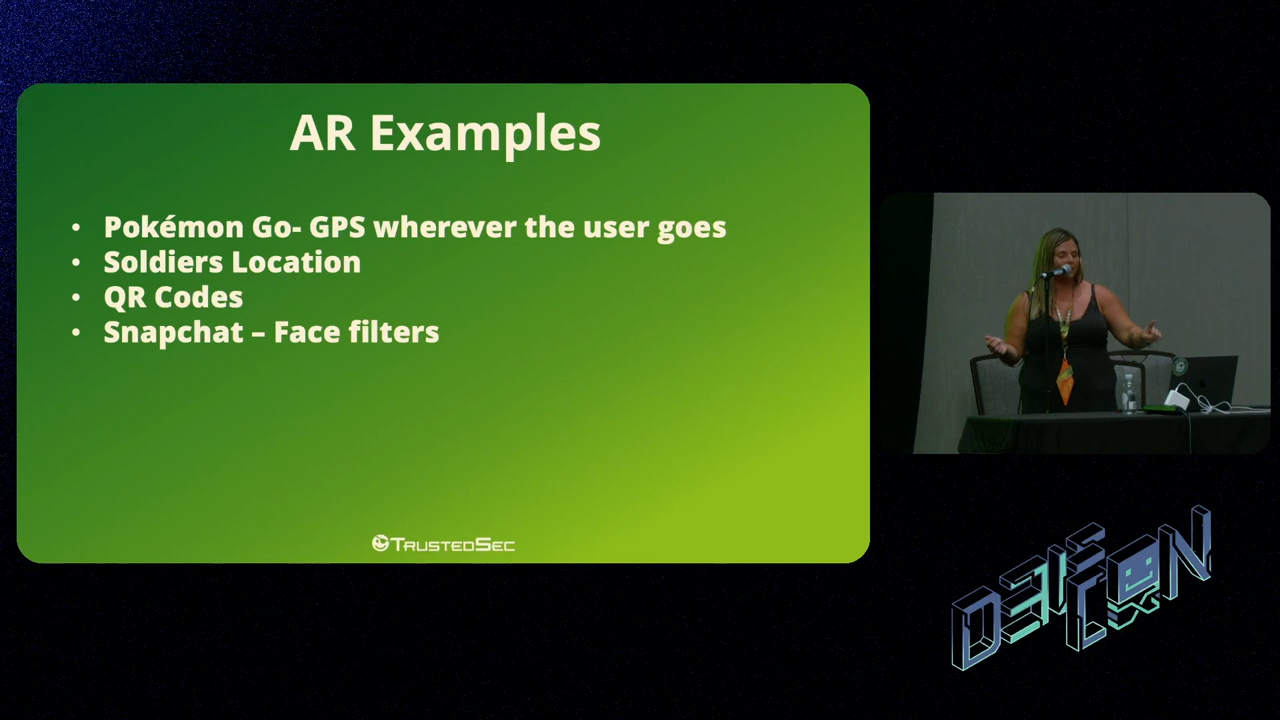 AR Examples
• Pokémon Go- GPS wherever the user goes
• Soldiers Location
• QR Codes
• Snapchat – Face filters
TRUSTEDSEC
DEF
CON